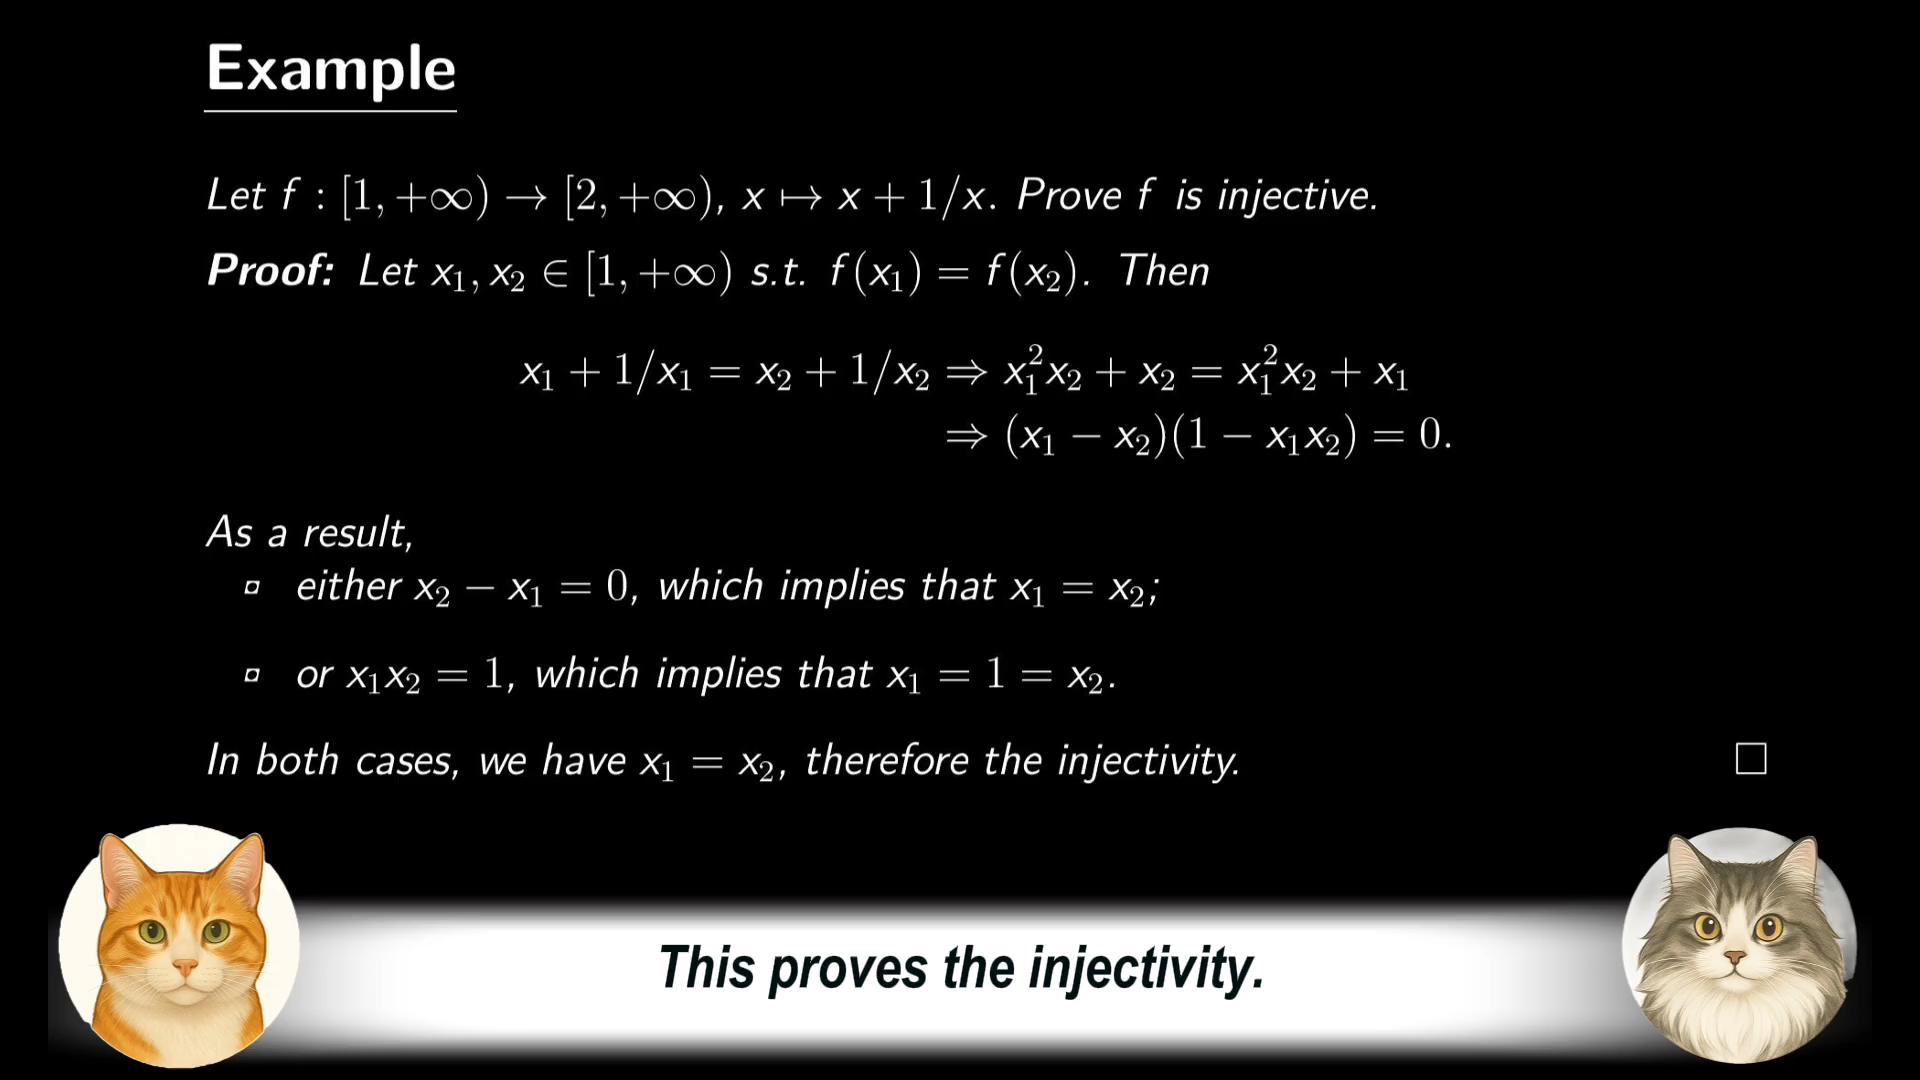 Example
Let f : [1, +∞) → [2, +∞), x ↦ x + 1/x. Prove f is injective.
Proof: Let x₁, x₂ ∈ [1, +∞) s.t. f(x₁) = f(x₂). Then
x₁ + 1/x₁ = x₂ + 1/x₂ ⇒ x₁²x₂ + x₂ = x₁²x₂ + x₁
⇒ (x₁ − x₂)(1 − x₁x₂) = 0.
As a result,
▫ either x₂ − x₁ = 0, which implies that x₁ = x₂;
▫ or x₁x₂ = 1, which implies that x₁ = 1 = x₂.
In both cases, we have x₁ = x₂, therefore the injectivity. □
This proves the injectivity.